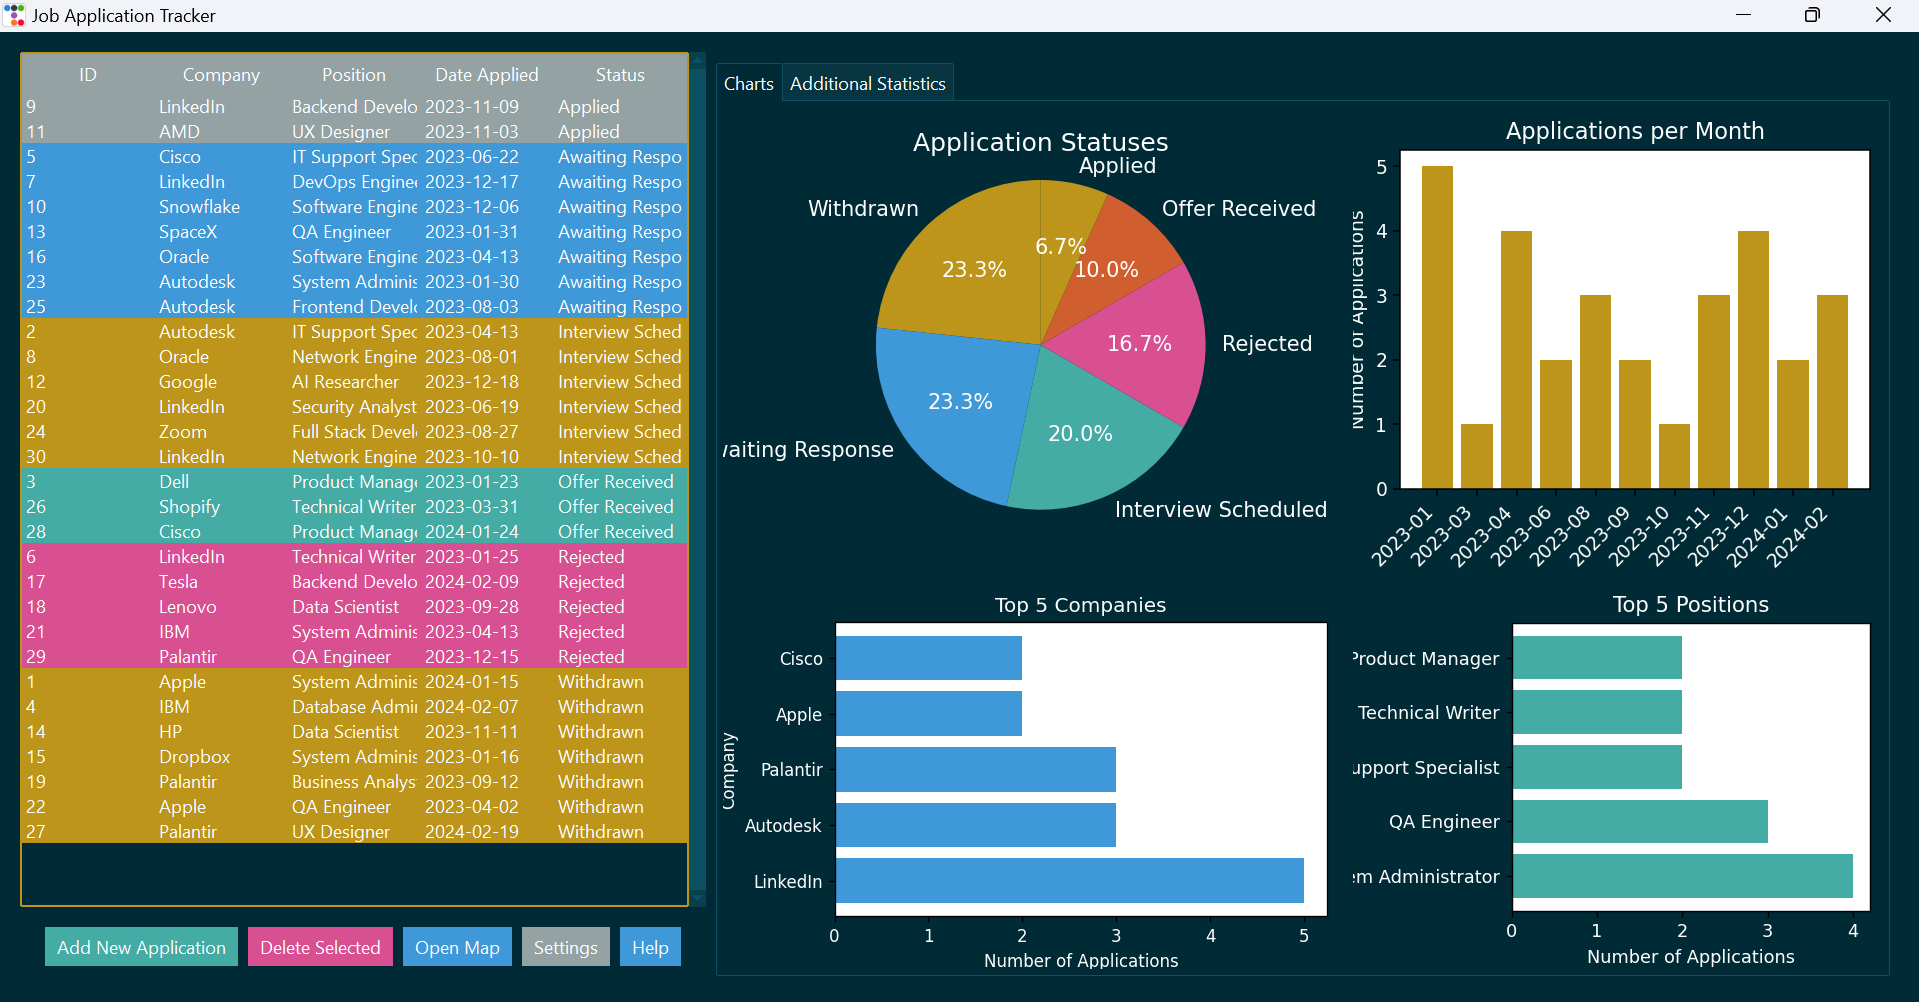 Job Application Tracker
ID Company Position Date Applied Status
9 LinkedIn Backend Develo 2023-11-09 Applied
11 AMD UX Designer 2023-11-03 Applied
5 Cisco IT Support Spec 2023-06-22 Awaiting Respo
7 LinkedIn DevOps Engine 2023-12-17 Awaiting Respo
10 Snowflake Software Engine 2023-12-06 Awaiting Respo
13 SpaceX QA Engineer 2023-01-31 Awaiting Respo
16 Oracle Software Engine 2023-04-13 Awaiting Respo
23 Autodesk System Adminis 2023-01-30 Awaiting Respo
25 Autodesk Frontend Devel 2023-08-03 Awaiting Respo
2 Autodesk IT Support Spec 2023-04-13 Interview Sched
8 Oracle Network Engine 2023-08-01 Interview Sched
12 Google AI Researcher 2023-12-18 Interview Sched
20 LinkedIn Security Analyst 2023-06-19 Interview Sched
24 Zoom Full Stack Devel 2023-08-27 Interview Sched
30 LinkedIn Network Engine 2023-10-10 Interview Sched
3 Dell Product Manag 2023-01-23 Offer Received
26 Shopify Technical Writer 2023-03-31 Offer Received
28 Cisco Product Manag 2024-01-24 Offer Received
6 LinkedIn Technical Writer 2023-01-25 Rejected
17 Tesla Backend Develo 2024-02-09 Rejected
18 Lenovo Data Scientist 2023-09-28 Rejected
21 IBM System Adminis 2023-04-13 Rejected
29 Palantir QA Engineer 2023-12-15 Rejected
1 Apple System Adminis 2024-01-15 Withdrawn
4 IBM Database Admi 2024-02-07 Withdrawn
14 HP Data Scientist 2023-11-11 Withdrawn
15 Dropbox System Adminis 2023-01-16 Withdrawn
19 Palantir Business Analys 2023-09-12 Withdrawn
22 Apple QA Engineer 2023-04-02 Withdrawn
27 Palantir UX Designer 2024-02-19 Withdrawn
Add New Application
Delete Selected
Open Map
Settings
Help
Charts
Additional Statistics
Application Statuses
Applied
Withdrawn
Offer Received
6.7%
23.3%
10.0%
16.7%
Rejected
23.3%
20.0%
aiting Response
Interview Scheduled
Applications per Month
Number of Applications
5
4
3
2
1
0
2023-01
2023-03
2023-04
2023-06
2023-08
2023-09
2023-10
2023-11
2023-12
2024-01
2024-02
Top 5 Companies
Company
Cisco
Apple
Palantir
Autodesk
LinkedIn
0 1 2 3 4 5
Number of Applications
Top 5 Positions
Product Manager
Technical Writer
upport Specialist
QA Engineer
em Administrator
0 1 2 3 4
Number of Applications